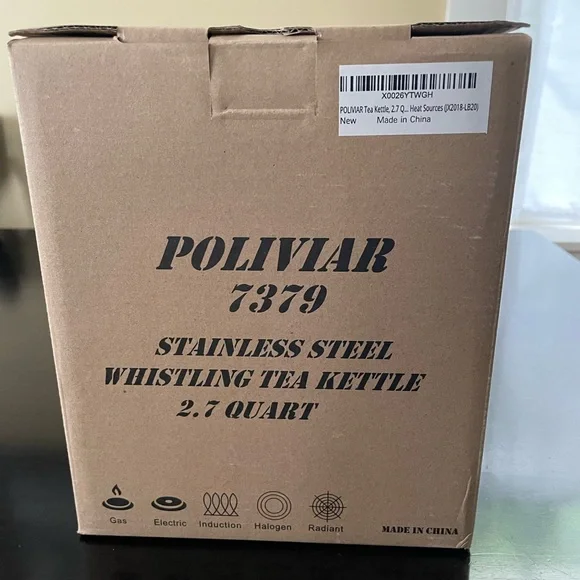 X0026YTWGH
POLIVIAR Tea Kettle, 2.7 Q... Heat Sources (JX2018-LB20)
New Made in China
POLIVIAR
7379
STAINLESS STEEL
WHISTLING TEA KETTLE
2.7 QUART
Gas Electric Induction Halogen Radiant
MADE IN CHINA